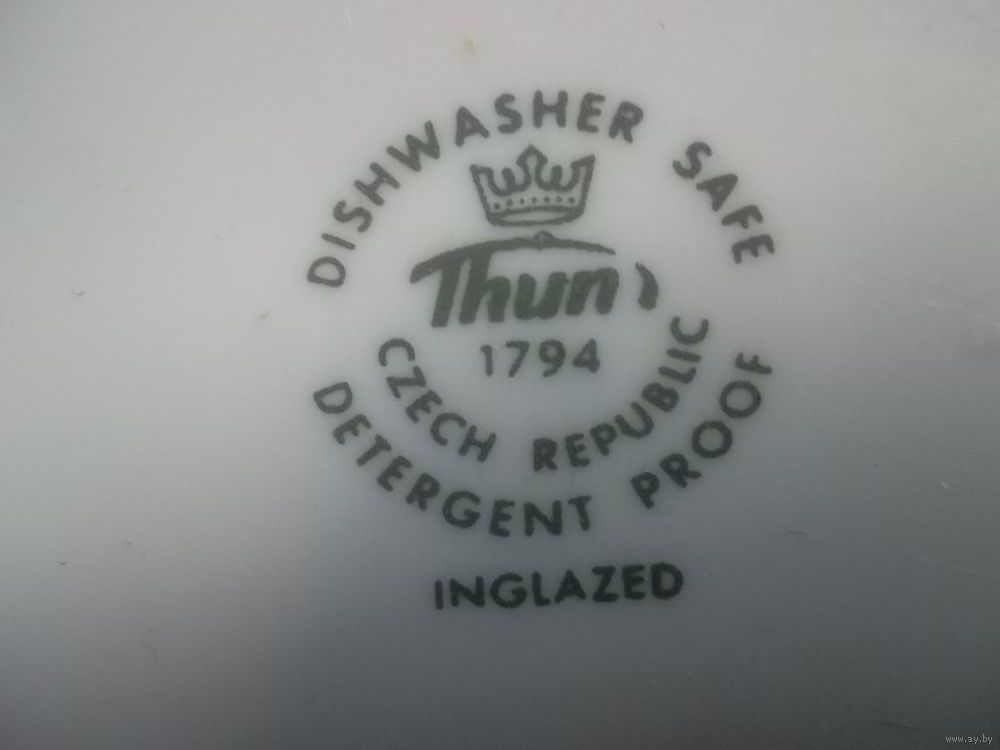 DISHWASHER SAFE
Thun
1794
CZECH REPUBLIC
DETERGENT PROOF
INGLAZED
www.ay.by